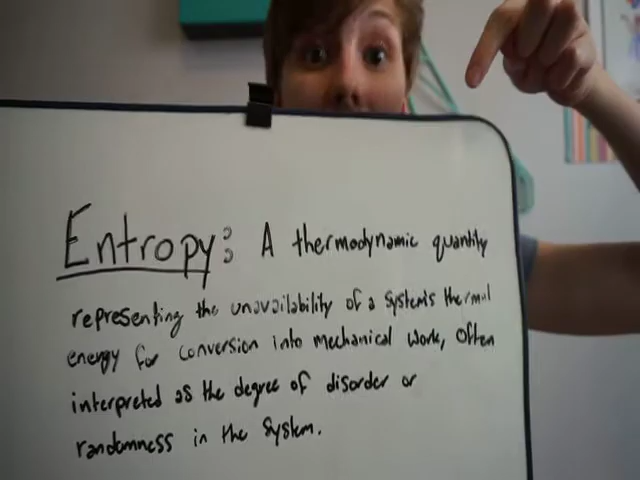 Entropy: A thermodynamic quantity
representing the unavailability of a system's thermal
energy for conversion into mechanical work, often
interpreted as the degree of disorder or
randomness in the system.